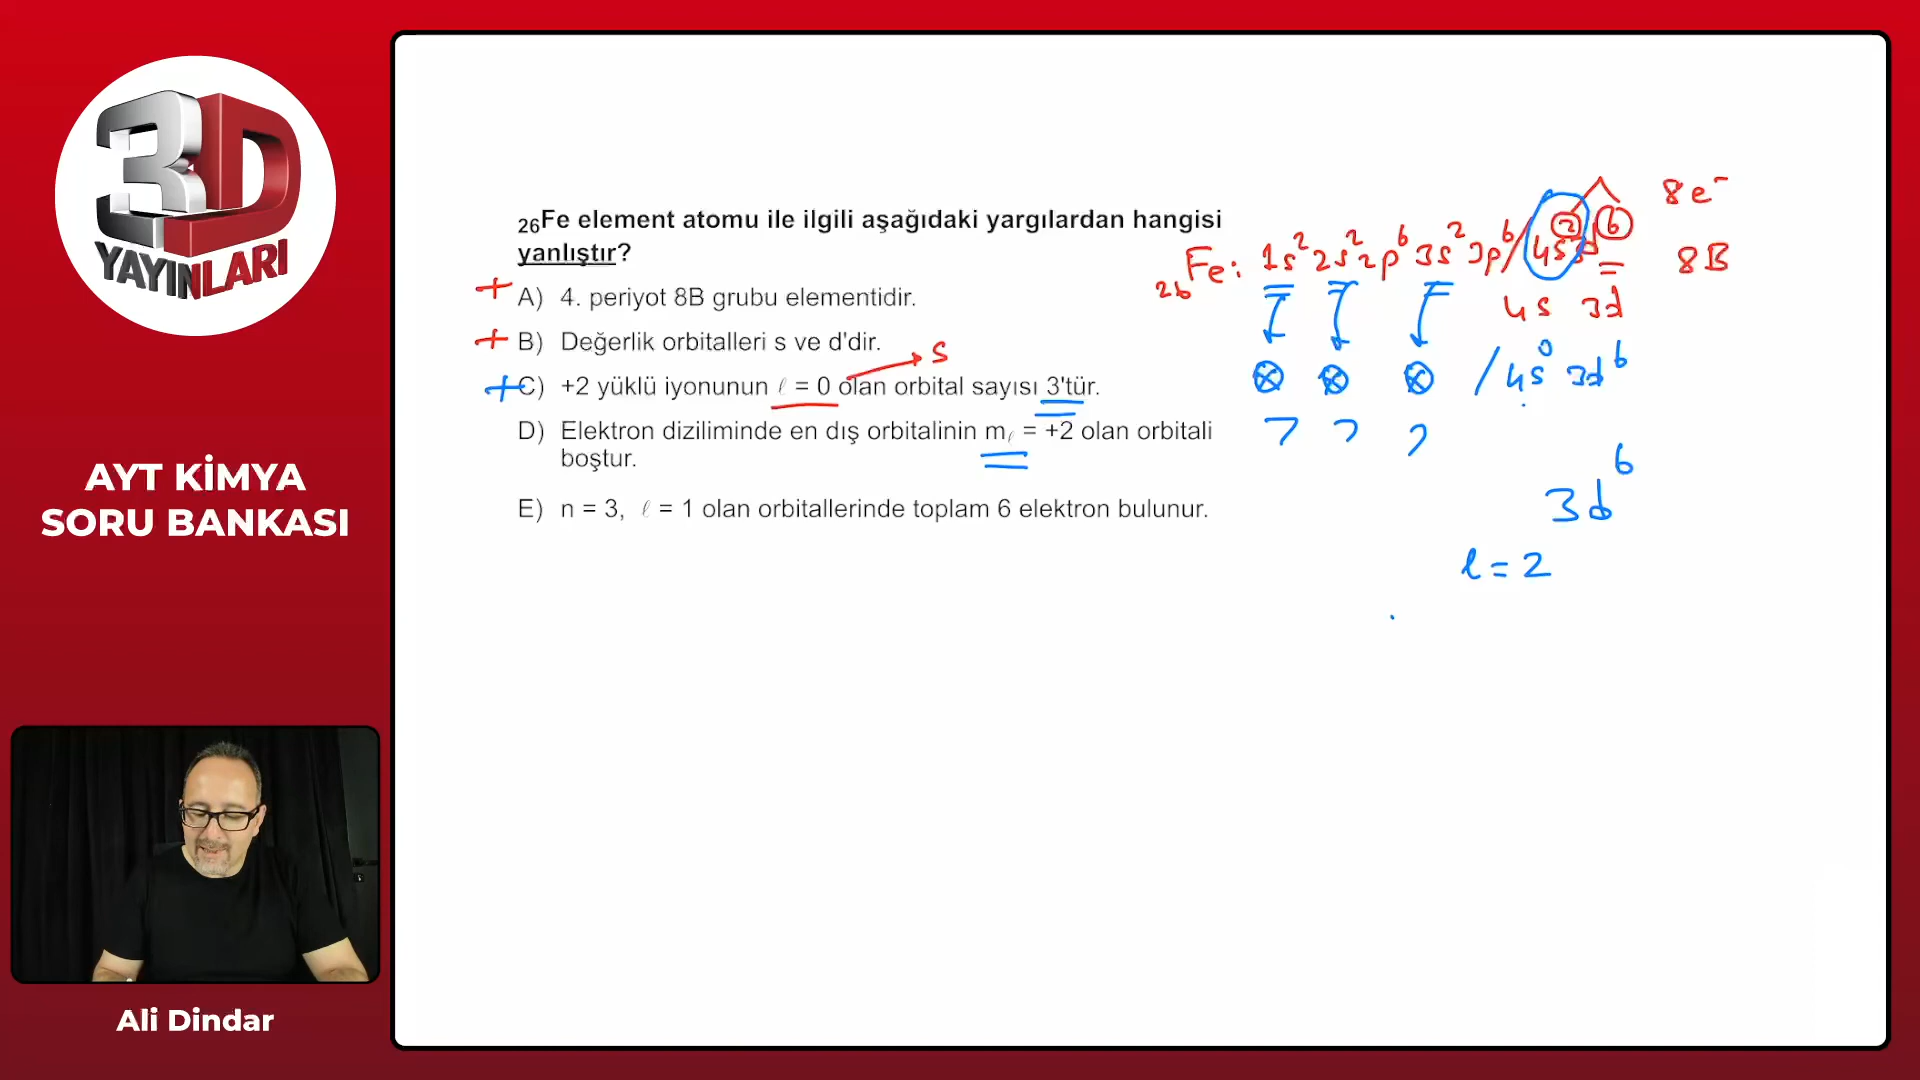 3D
YAYINLARI
AYT KİMYA
SORU BANKASI
Ali Dindar
₂₆Fe element atomu ile ilgili aşağıdaki yargılardan hangisi
yanlıştır?
+ A) 4. periyot 8B grubu elementidir.
+ B) Değerlik orbitalleri s ve d'dir.
s
+ C) +2 yüklü iyonunun ℓ = 0 olan orbital sayısı 3'tür.
D) Elektron diziliminde en dış orbitalinin mℓ = +2 olan orbitali
boştur.
E) n = 3, ℓ = 1 olan orbitallerinde toplam 6 elektron bulunur.
8e⁻
₂₆Fe: 1s² 2s² 2p⁶ 3s² 3p⁶ / 4s² 3d⁶
8B
4s 3d
/ 4s⁰ 3d⁶
3d⁶
ℓ = 2